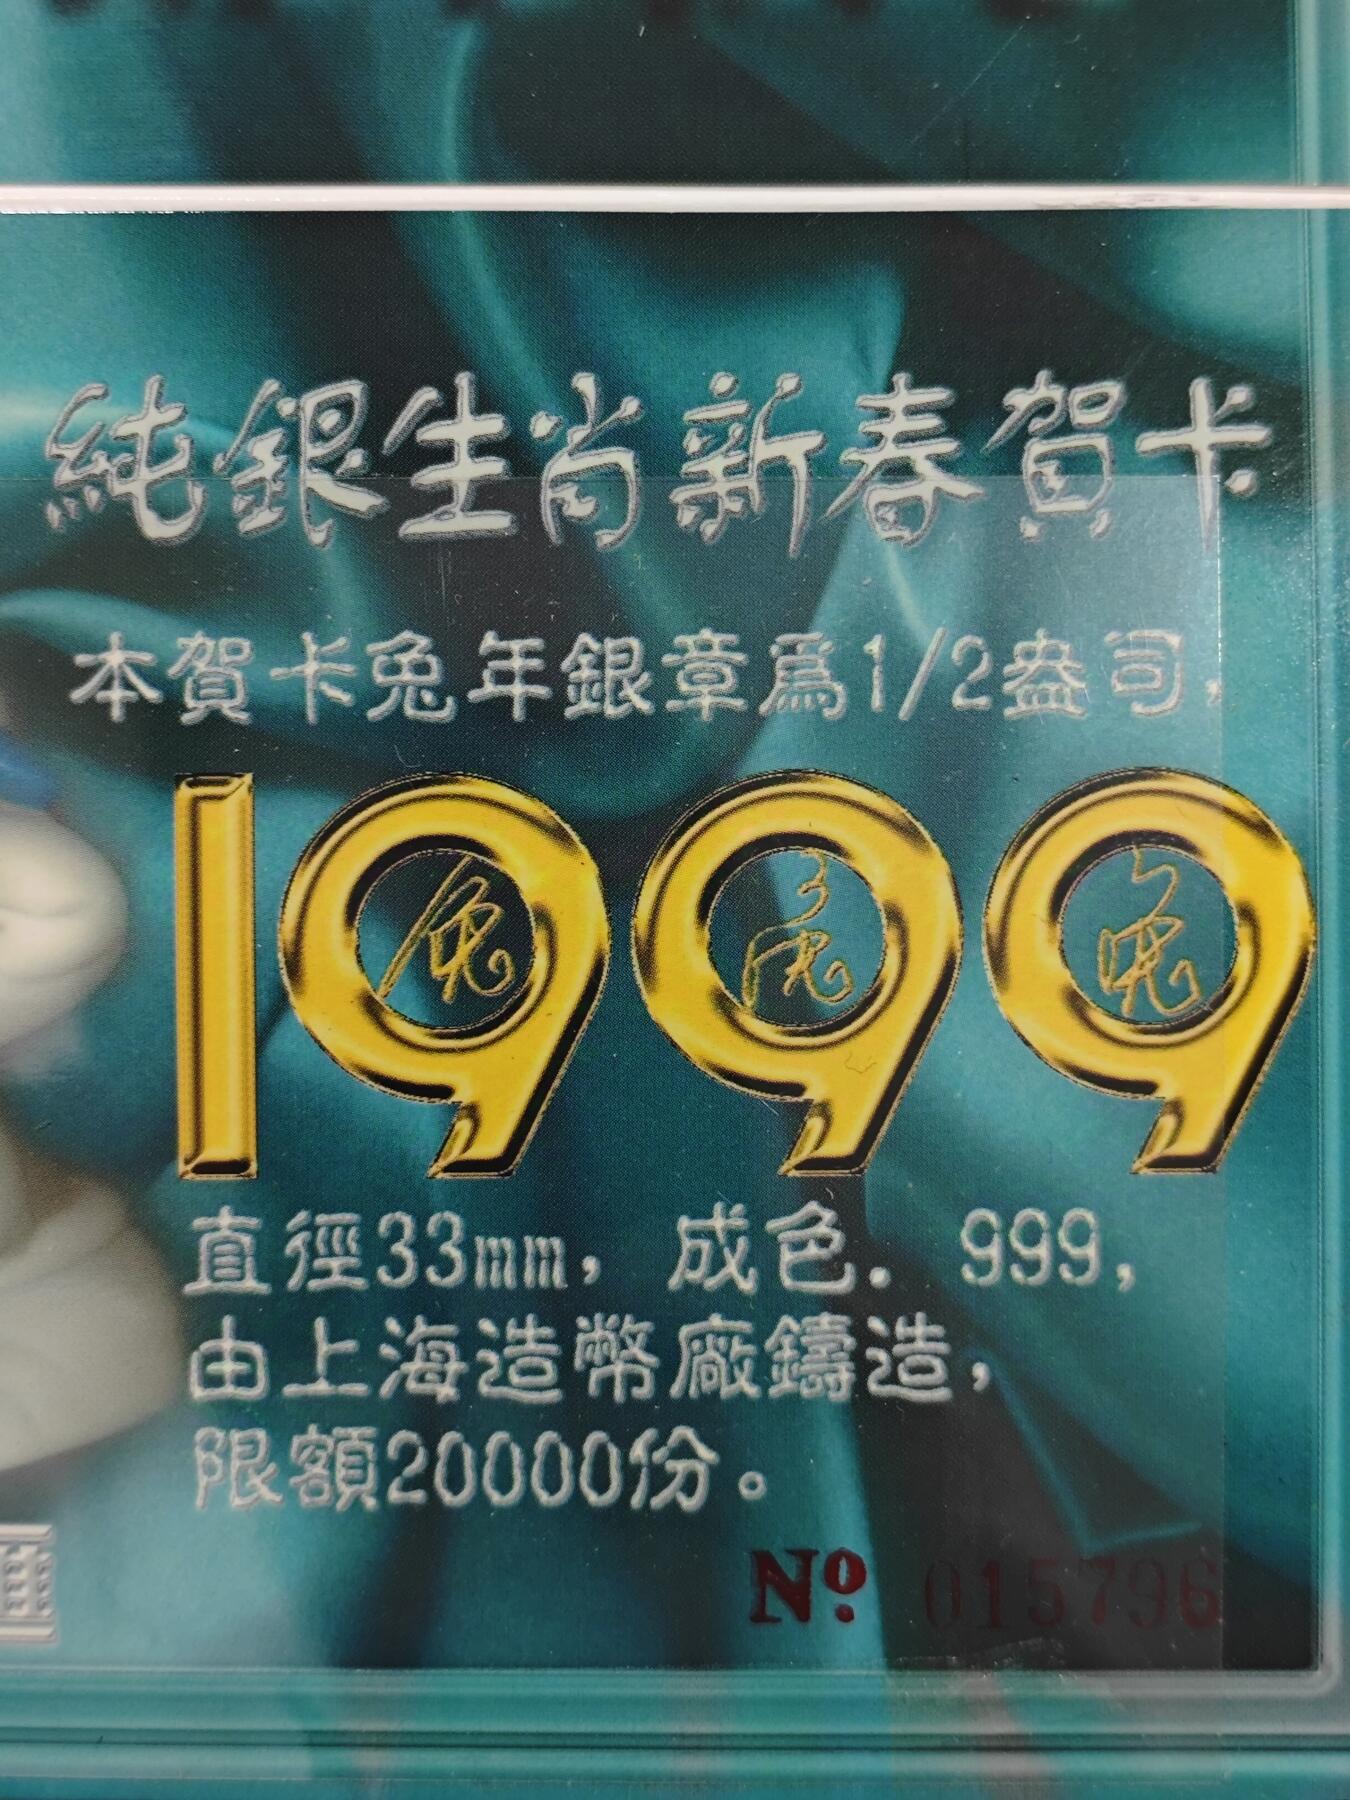 純銀生肖新春賀卡
本賀卡兔年銀章爲1/2盎司,
1999
直徑33mm, 成色. 999,
由上海造幣廠鑄造,
限額20000份。
Nº 015796